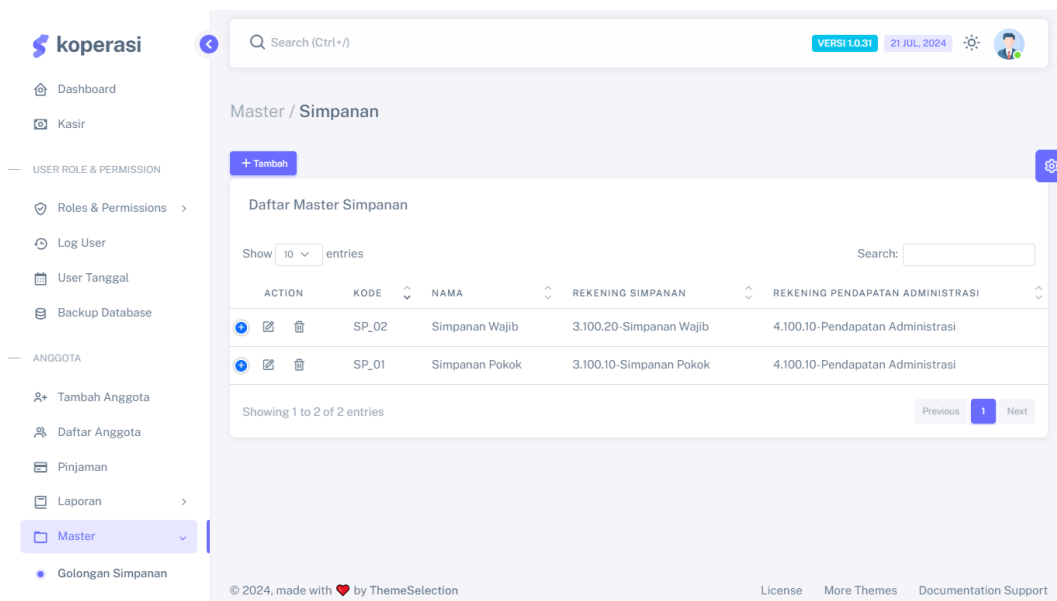 koperasi
Dashboard
Kasir
USER ROLE & PERMISSION
Roles & Permissions
Log User
User Tanggal
Backup Database
ANGGOTA
Tambah Anggota
Daftar Anggota
Pinjaman
Laporan
Master
Golongan Simpanan
Search (Ctrl+/)
VERSI 1.0.31 21 JUL, 2024
Master / Simpanan
+ Tambah
Daftar Master Simpanan
Show 10 entries Search:
ACTION KODE NAMA REKENING SIMPANAN REKENING PENDAPATAN ADMINISTRASI
SP_02 Simpanan Wajib 3.100.20-Simpanan Wajib 4.100.10-Pendapatan Administrasi
SP_01 Simpanan Pokok 3.100.10-Simpanan Pokok 4.100.10-Pendapatan Administrasi
Showing 1 to 2 of 2 entries Previous 1 Next
© 2024, made with ❤️ by ThemeSelection License More Themes Documentation Support